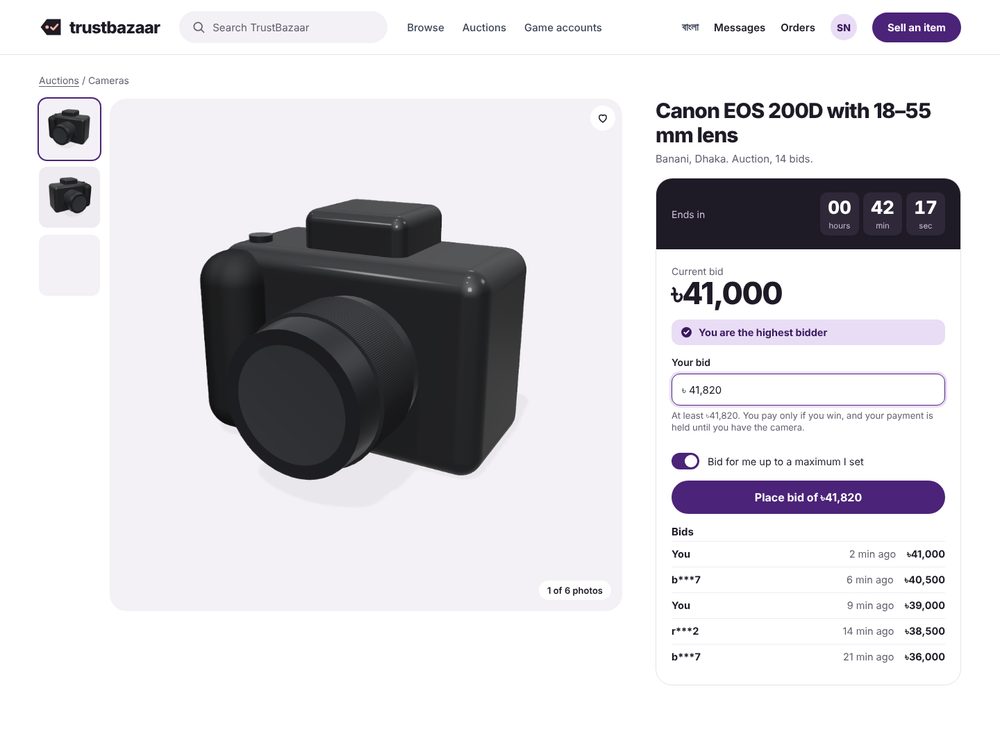 trustbazaar
Search TrustBazaar
Browse
Auctions
Game accounts
বাংলা
Messages
Orders
SN
Sell an item
Auctions / Cameras
1 of 6 photos
Canon EOS 200D with 18–55
mm lens
Banani, Dhaka. Auction, 14 bids.
Ends in
00
hours
42
min
17
sec
Current bid
৳41,000
You are the highest bidder
Your bid
৳ 41,820
At least ৳41,820. You pay only if you win, and your payment is
held until you have the camera.
Bid for me up to a maximum I set
Place bid of ৳41,820
Bids
You 2 min ago ৳41,000
b***7 6 min ago ৳40,500
You 9 min ago ৳39,000
r***2 14 min ago ৳38,500
b***7 21 min ago ৳36,000